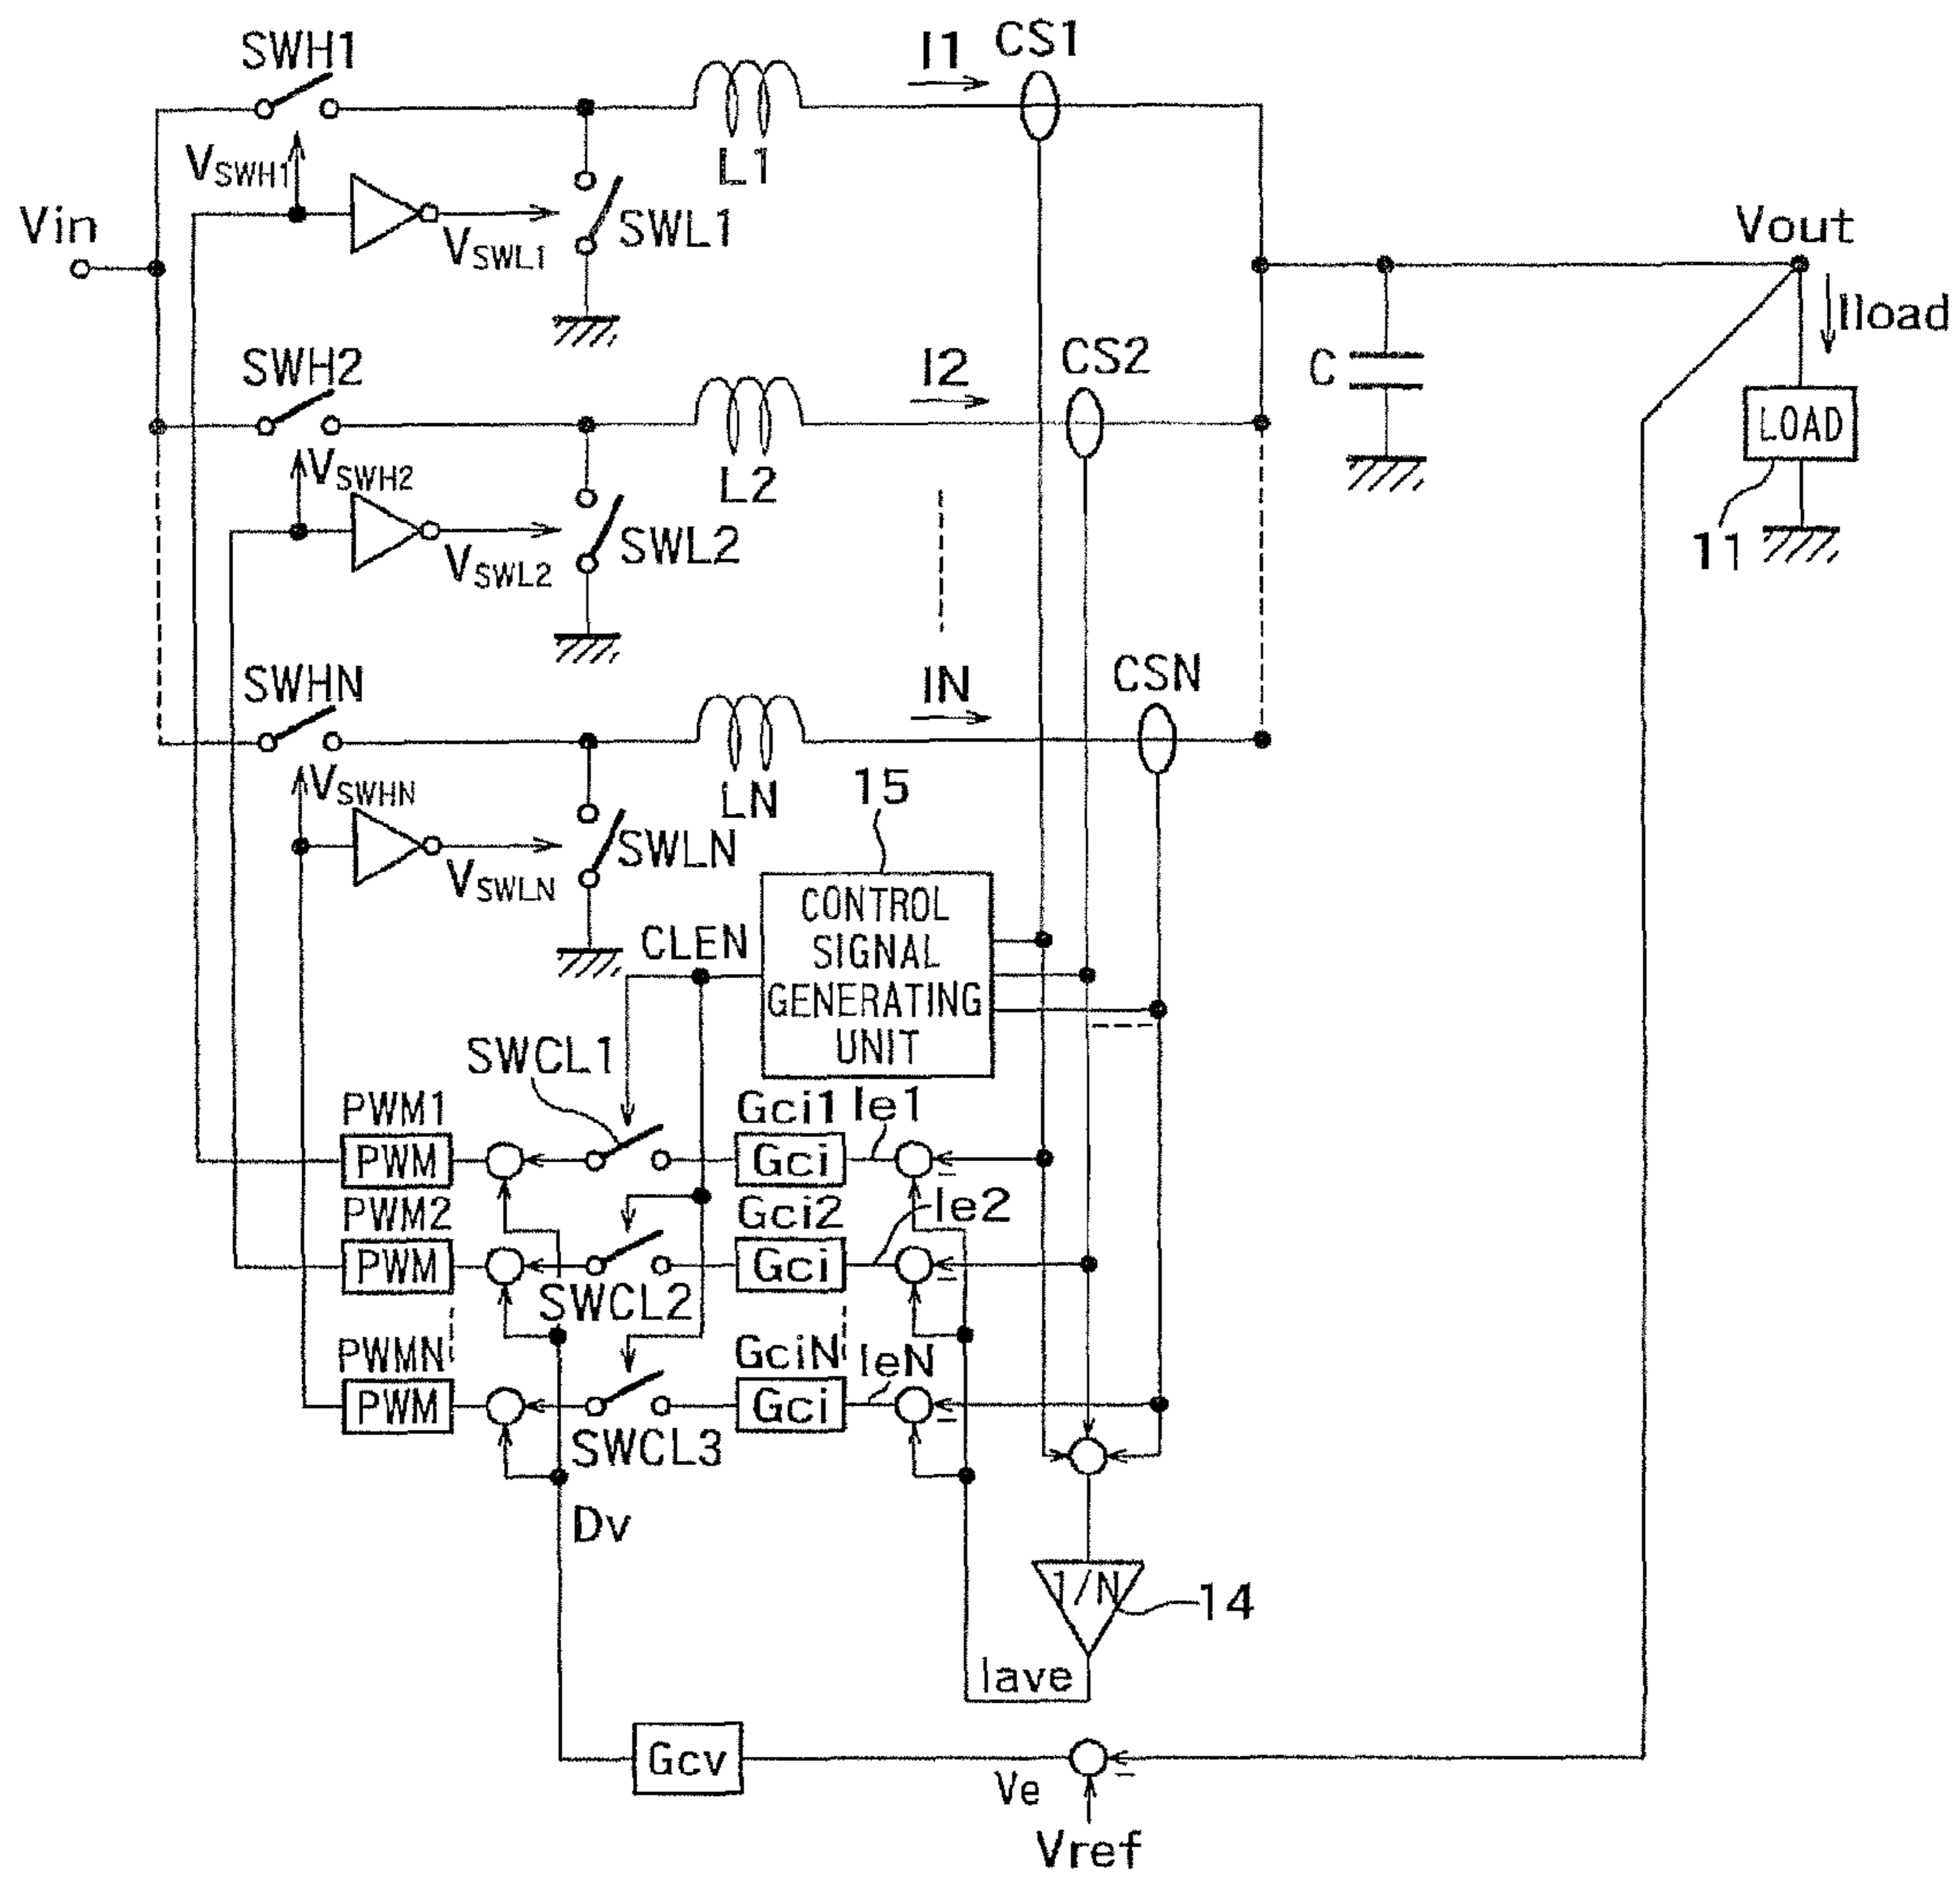 SWH1
I1
CS1
VSWH1
L1
Vin
VSWL1
SWL1
Vout
Iload
SWH2
I2
CS2
C
LOAD
VSWH2
L2
VSWL2
SWL2
11
SWHN
IN
CSN
VSWHN
LN
15
VSWLN
SWLN
CLEN
CONTROL
SIGNAL
GENERATING
UNIT
SWCL1
PWM1
Gci1
Ie1
PWM
Gci
−
PWM2
Gci2
Ie2
PWM
Gci
−
SWCL2
PWMN
GciN
IeN
PWM
Gci
−
SWCL3
Dv
1/N
14
Iave
Gcv
Ve
−
Vref